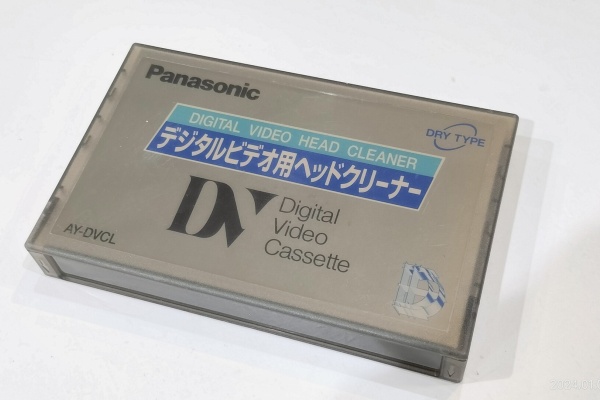 Panasonic
DIGITAL VIDEO HEAD CLEANER
デジタルビデオ用ヘッドクリーナー
DRY TYPE
DV
Digital
Video
Cassette
AY-DVCL